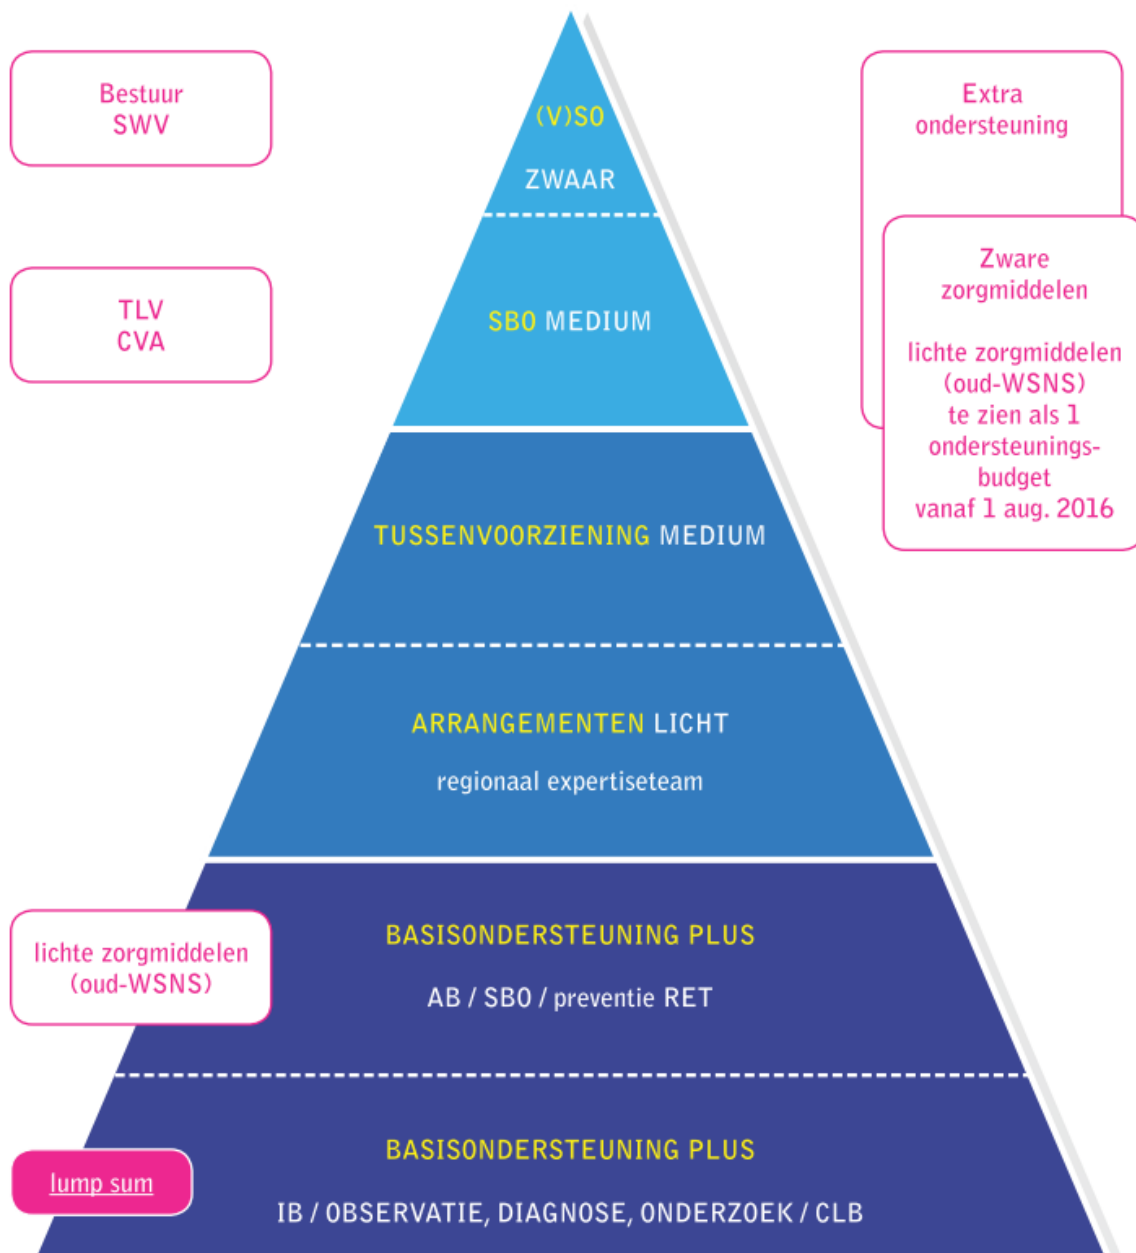 Bestuur
SWV
(V)SO
ZWAAR
Extra
ondersteuning
TLV
CVA
SBO MEDIUM
Zware
zorgmiddelen
lichte zorgmiddelen
(oud-WSNS)
te zien als 1
ondersteunings-
budget
vanaf 1 aug. 2016
TUSSENVOORZIENING MEDIUM
ARRANGEMENTEN LICHT
regionaal expertiseteam
lichte zorgmiddelen
(oud-WSNS)
BASISONDERSTEUNING PLUS
AB / SBO / preventie RET
lump sum
BASISONDERSTEUNING PLUS
IB / OBSERVATIE, DIAGNOSE, ONDERZOEK / CLB